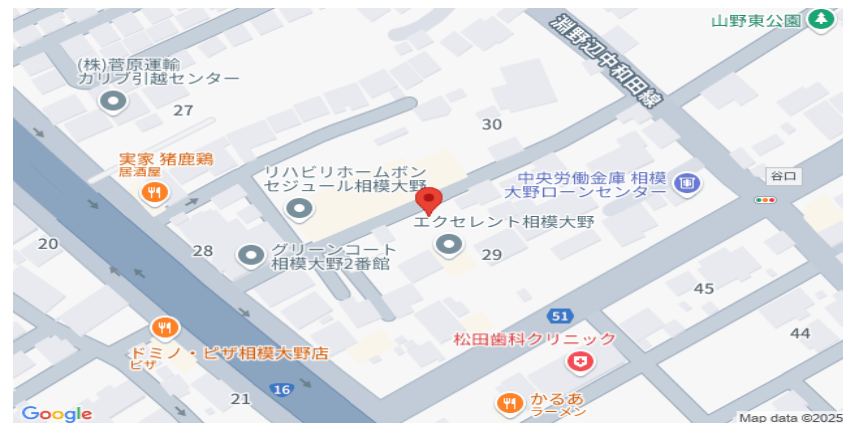 山野東公園
淵野辺中和田線
(株)菅原運輸
カリブ引越センター
27
30
実家 猪鹿鶏
居酒屋
リハビリホームボン
セジュール相模大野
中央労働金庫 相模
大野ローンセンター
谷口
エクセレント相模大野
20
28
グリーンコート
相模大野2番館
29
45
51
44
松田歯科クリニック
ドミノ・ピザ相模大野店
ピザ
16
21
かるあ
ラーメン
Google
Map data ©2025